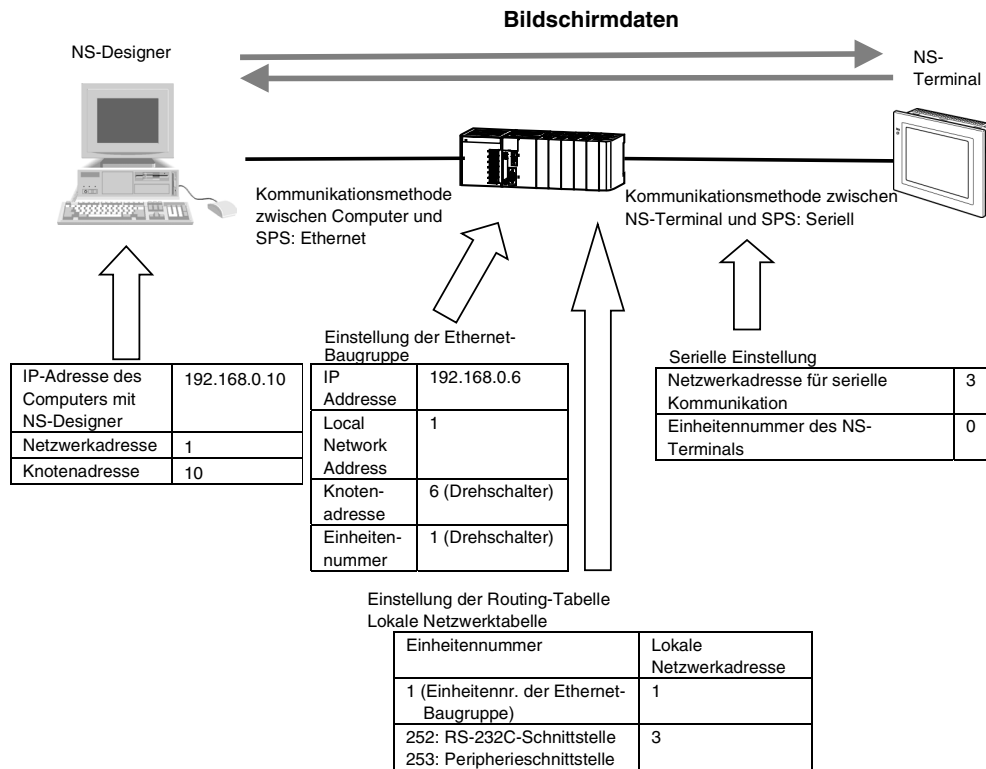 Bildschirmdaten
NS-Designer
NS-
Terminal
Kommunikationsmethode
zwischen Computer und
SPS: Ethernet
Kommunikationsmethode zwischen
NS-Terminal und SPS: Seriell
IP-Adresse des
Computers mit
NS-Designer
192.168.0.10
Netzwerkadresse
1
Knotenadresse
10
Einstellung der Ethernet-
Baugruppe
IP
Addresse
192.168.0.6
Local
Network
Address
1
Knoten-
adresse
6 (Drehschalter)
Einheiten-
nummer
1 (Drehschalter)
Serielle Einstellung
Netzwerkadresse für serielle
Kommunikation
3
Einheitennummer des NS-
Terminals
0
Einstellung der Routing-Tabelle
Lokale Netzwerktabelle
Einheitennummer
Lokale
Netzwerkadresse
1 (Einheitennr. der Ethernet-
Baugruppe)
1
252: RS-232C-Schnittstelle
253: Peripherieschnittstelle
3